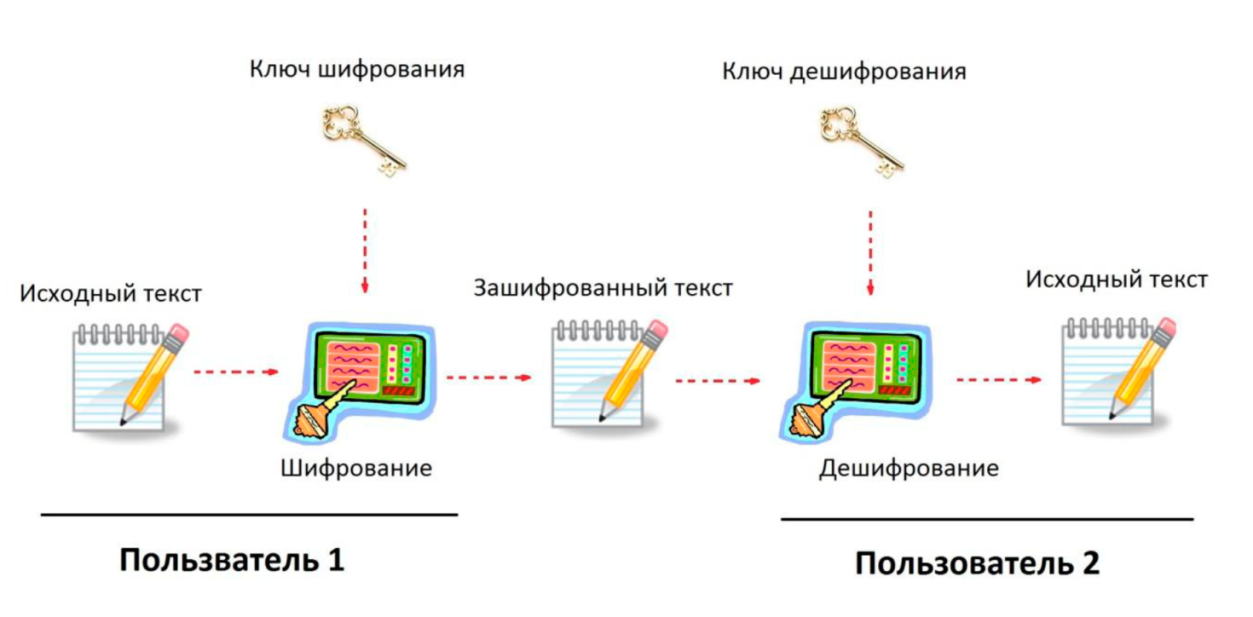 Ключ шифрования
Ключ дешифрования
Исходный текст
Зашифрованный текст
Исходный текст
Шифрование
Дешифрование
Пользватель 1
Пользователь 2